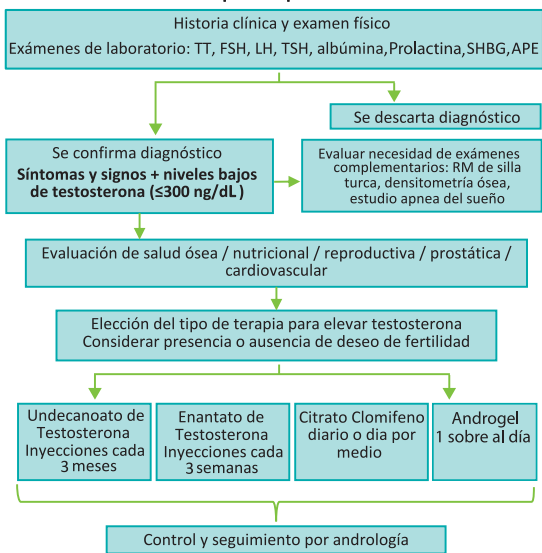 Historia clínica y examen físico
Exámenes de laboratorio: TT, FSH, LH, TSH, albúmina,Prolactina,SHBG,APE
Se descarta diagnóstico
Se confirma diagnóstico
Síntomas y signos + niveles bajos
de testosterona (≤300 ng/dL)
Evaluar necesidad de exámenes
complementarios: RM de silla
turca, densitometría ósea,
estudio apnea del sueño
Evaluación de salud ósea / nutricional / reproductiva / prostática /
cardiovascular
Elección del tipo de terapia para elevar testosterona
Considerar presencia o ausencia de deseo de fertilidad
Undecanoato de
Testosterona
Inyecciones cada
3 meses
Enantato de
Testosterona
Inyecciones cada
3 semanas
Citrato Clomifeno
diario o dia por
medio
Androgel
1 sobre al día
Control y seguimiento por andrología